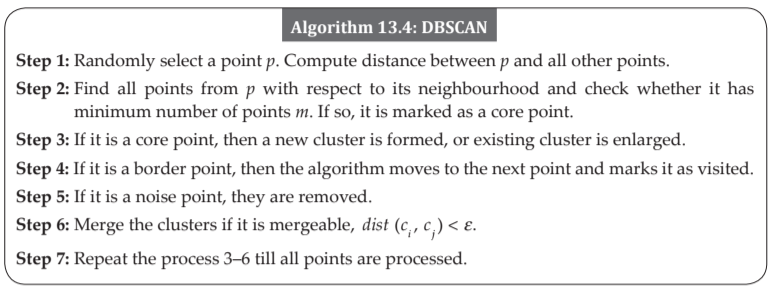 Algorithm 13.4: DBSCAN
Step 1: Randomly select a point p. Compute distance between p and all other points.
Step 2: Find all points from p with respect to its neighbourhood and check whether it has
minimum number of points m. If so, it is marked as a core point.
Step 3: If it is a core point, then a new cluster is formed, or existing cluster is enlarged.
Step 4: If it is a border point, then the algorithm moves to the next point and marks it as visited.
Step 5: If it is a noise point, they are removed.
Step 6: Merge the clusters if it is mergeable, dist (c_i, c_j) < ε.
Step 7: Repeat the process 3–6 till all points are processed.